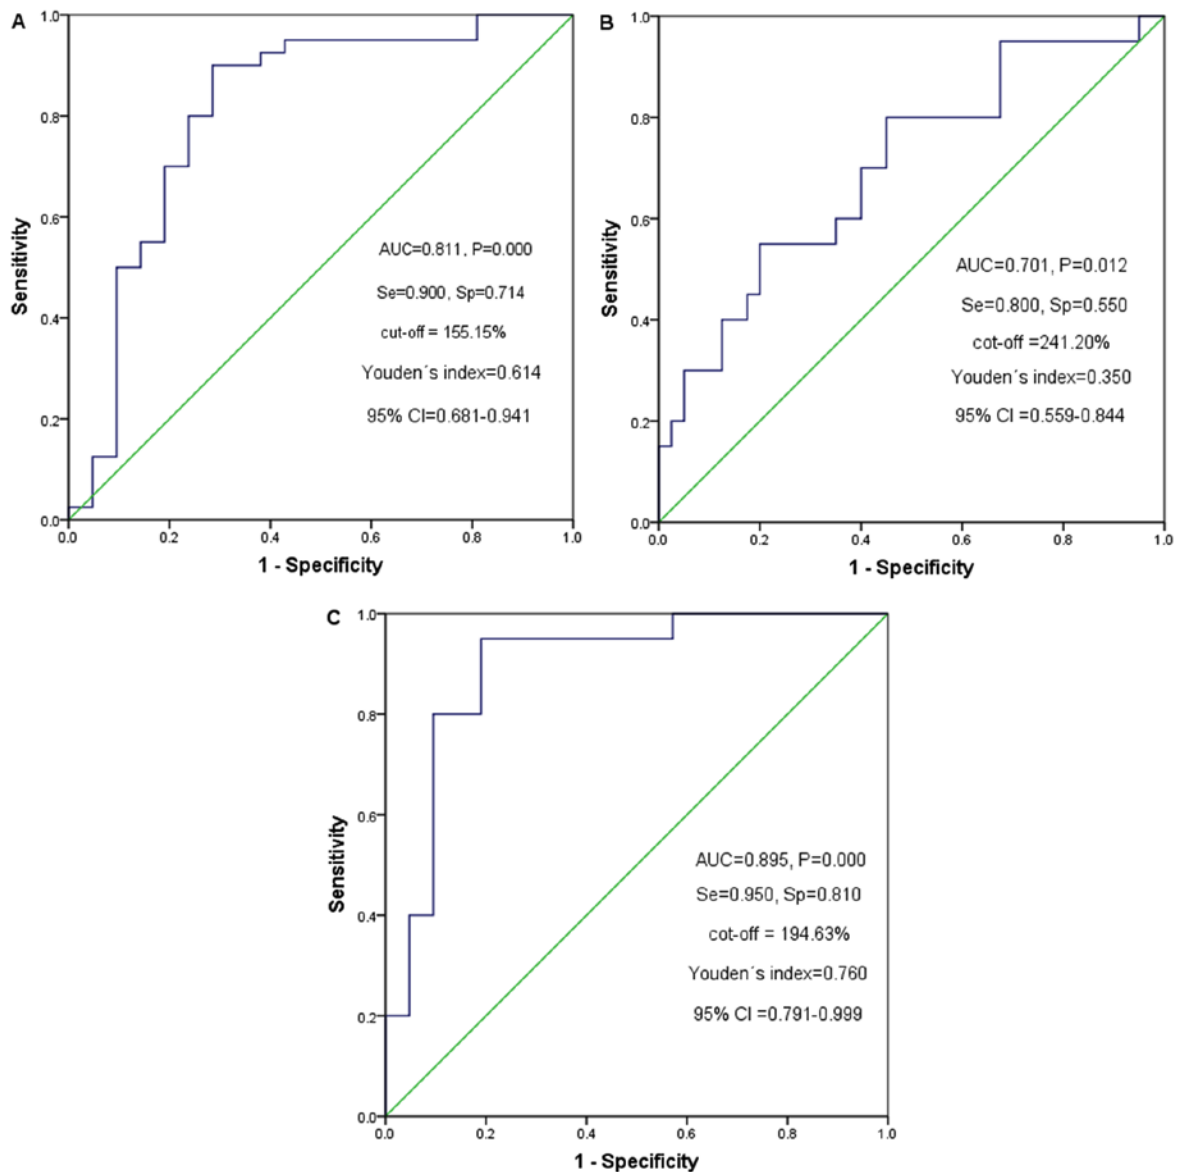 A
1.0
0.8
0.6
0.4
0.2
0.0
Sensitivity
AUC=0.811, P=0.000
Se=0.900, Sp=0.714
cut-off = 155.15%
Youden´s index=0.614
95% CI=0.681-0.941
0.0 0.2 0.4 0.6 0.8 1.0
1 - Specificity
B
1.0
0.8
0.6
0.4
0.2
0.0
Sensitivity
AUC=0.701, P=0.012
Se=0.800, Sp=0.550
cot-off =241.20%
Youden´s index=0.350
95% CI =0.559-0.844
0.0 0.2 0.4 0.6 0.8 1.0
1 - Specificity
C
1.0
0.8
0.6
0.4
0.2
0.0
Sensitivity
AUC=0.895, P=0.000
Se=0.950, Sp=0.810
cot-off = 194.63%
Youden´s index=0.760
95% CI =0.791-0.999
0.0 0.2 0.4 0.6 0.8 1.0
1 - Specificity